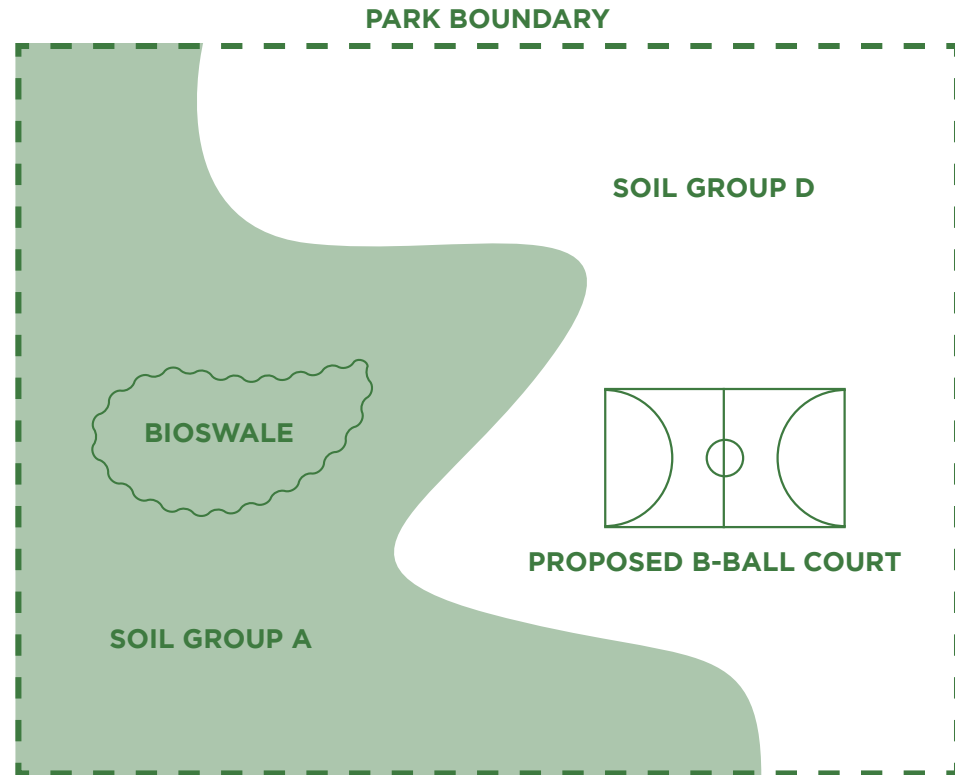 PARK BOUNDARY
SOIL GROUP D
BIOSWALE
PROPOSED B-BALL COURT
SOIL GROUP A